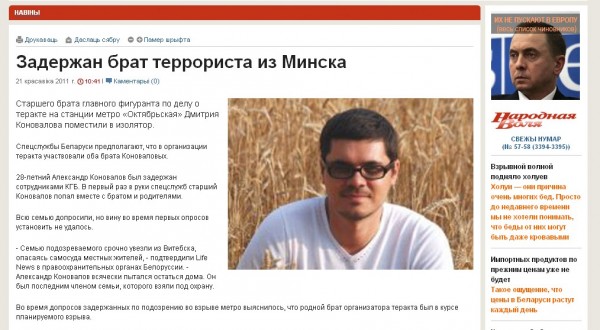 НАВІНЫ
Друкаваць Даслаць сябру Памер шрыфта
Задержан брат террориста из Минска
21 красавіка 2011 г. 10:41 | Каментарыі (0)
Старшего брата главного фигуранта по делу о
теракте на станции метро «Октябрьская» Дмитрия
Коновалова поместили в изолятор.
Спецслужбы Беларуси предполагают, что в организации
теракта участвовали оба брата Коноваловых.
28-летний Александр Коновалов был задержан
сотрудниками КГБ. В первый раз в руки спецслужб старший
Коновалов попал вместе с братом и родителями.
Всю семью допросили, но вину во время первых опросов
установить не удалось.
- Семью подозреваемого срочно увезли из Витебска,
опасаясь самосуда местных жителей, - подтвердили Life
News в правоохранительных органах Белоруссии. -
Александр Коновалов всячески пытался остаться дома. Он
был последним членом семьи, которого взяли под охрану.
Во время допросов задержанных по подозрению во взрыве метро выяснилось, что родной брат организатора теракта был в курсе
планируемого взрыва.
ИХ НЕ ПУСКАЮТ В ЕВРОПУ
(весь список чиновников)
Народная
Воля
СВЕЖЫ НУМАР
(№ 57-58 (3394-3395))
Взрывной волной
подняло холуев
Холуи — они причина
очень многих бед. Просто
до недавнего времени
мы не хотели понимать,
что беды от них могут
быть даже кровавыми
Импортных продуктов по
прежним ценам уже не
будет
Такое ощущение, что
цены в Беларуси растут
каждый день